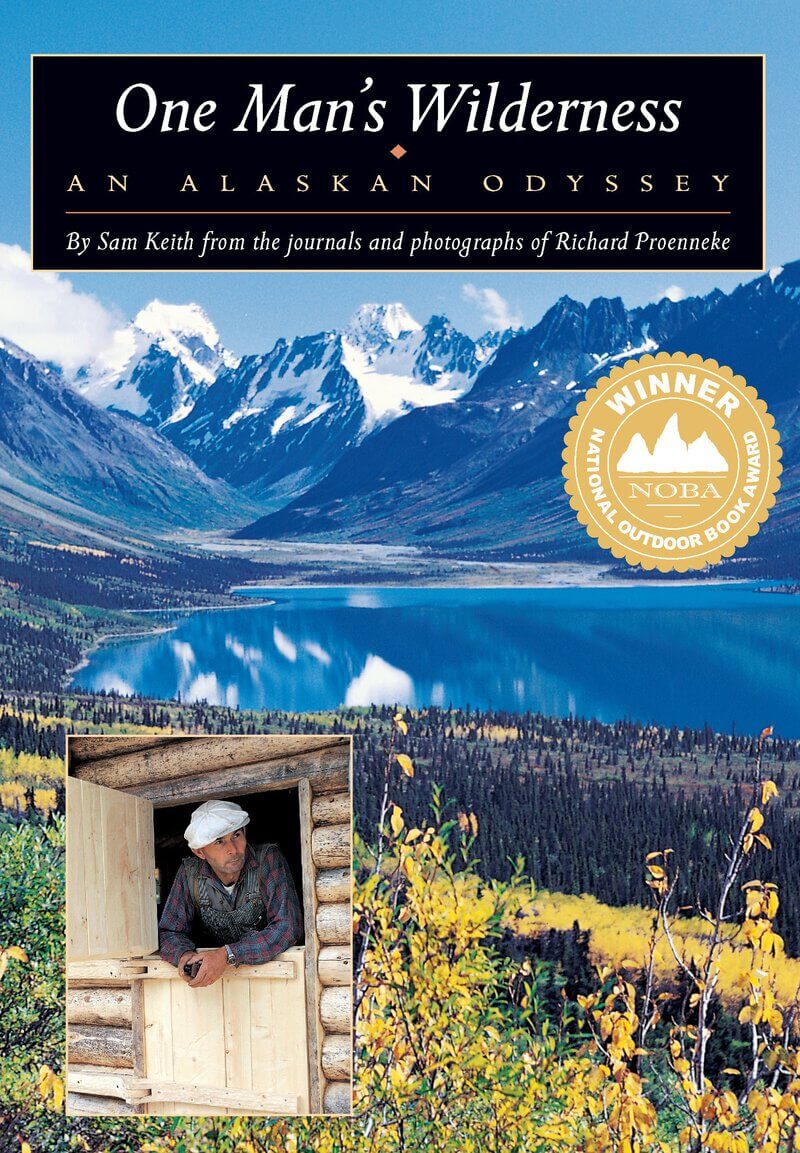 One Man's Wilderness
AN ALASKAN ODYSSEY
By Sam Keith from the journals and photographs of Richard Proenneke
WINNER
NOBA
NATIONAL OUTDOOR BOOK AWARD